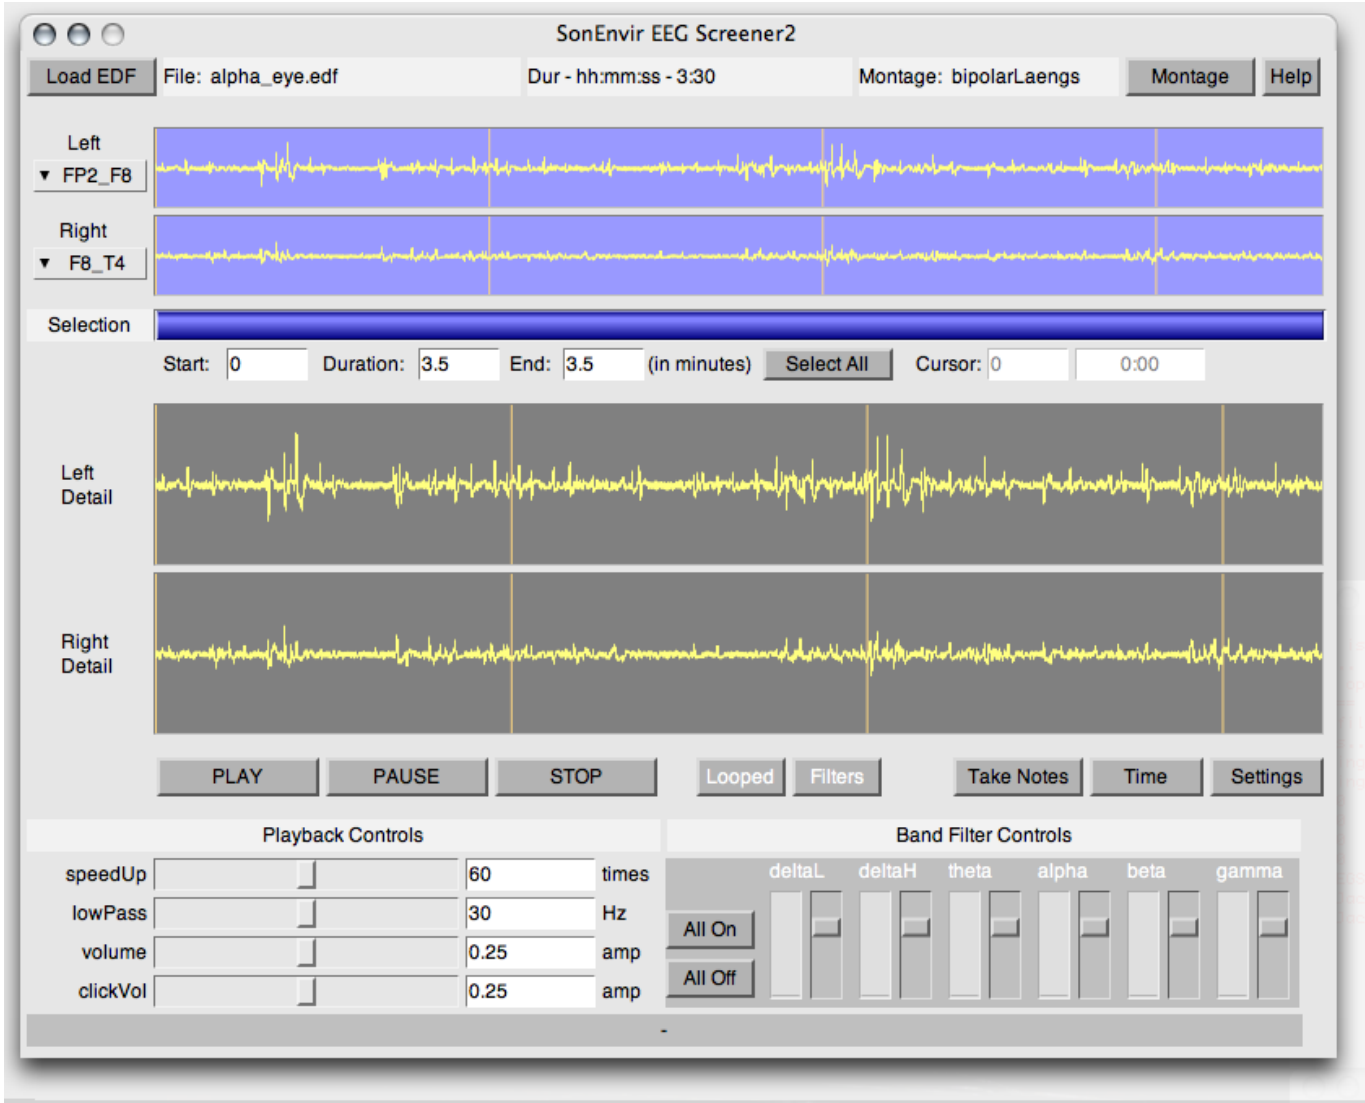 SonEnvir EEG Screener2
Load EDF File: alpha_eye.edf Dur - hh:mm:ss - 3:30 Montage: bipolarLaengs Montage Help
Left
▼ FP2_F8
Right
▼ F8_T4
Selection
Start: 0 Duration: 3.5 End: 3.5 (in minutes) Select All Cursor: 0 0:00
Left
Detail
Right
Detail
PLAY PAUSE STOP Looped Filters Take Notes Time Settings
Playback Controls Band Filter Controls
speedUp 60 times
lowPass 30 Hz
volume 0.25 amp
clickVol 0.25 amp
deltaL deltaH theta alpha beta gamma
All On
All Off
-